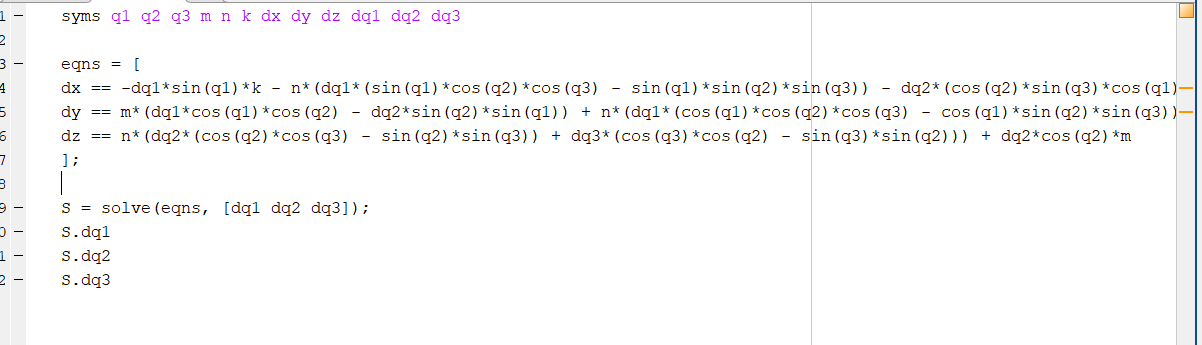 1 syms q1 q2 q3 m n k dx dy dz dq1 dq2 dq3
2
3 eqns = [
4 dx == -dq1*sin(q1)*k - n*(dq1*(sin(q1)*cos(q2)*cos(q3) - sin(q1)*sin(q2)*sin(q3)) - dq2*(cos(q2)*sin(q3)*cos(q1)
5 dy == m*(dq1*cos(q1)*cos(q2) - dq2*sin(q2)*sin(q1)) + n*(dq1*(cos(q1)*cos(q2)*cos(q3) - cos(q1)*sin(q2)*sin(q3))
6 dz == n*(dq2*(cos(q2)*cos(q3) - sin(q2)*sin(q3)) + dq3*(cos(q3)*cos(q2) - sin(q3)*sin(q2))) + dq2*cos(q2)*m
7 ];
8
9 S = solve(eqns, [dq1 dq2 dq3]);
0 S.dq1
1 S.dq2
2 S.dq3